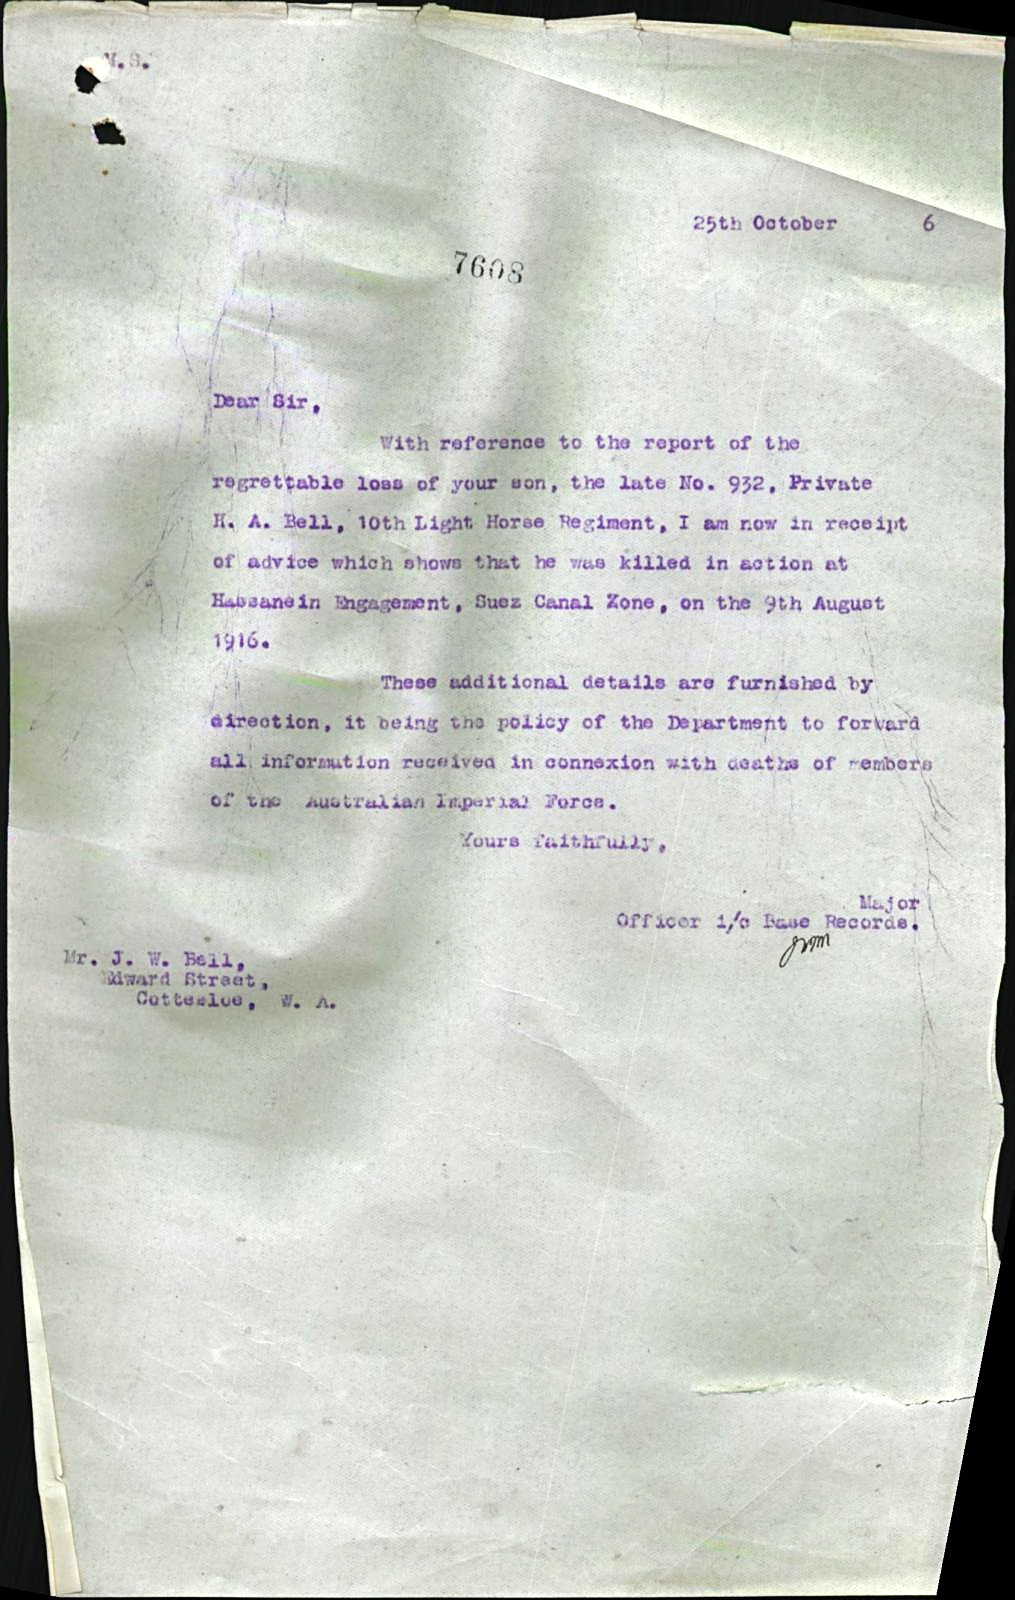 M.S.
25th October 6
7608
Dear Sir,
With reference to the report of the
regrettable loss of your son, the late No. 932, Private
H. A. Bell, 10th Light Horse Regiment, I am now in receipt
of advice which shows that he was killed in action at
Hassanein Engagement, Suez Canal Zone, on the 9th August
1916.
These additional details are furnished by
direction, it being the policy of the Department to forward
all information received in connexion with deaths of members
of the Australian Imperial Force.
Yours faithfully,
Major
Officer i/c Base Records.
Mr. J. W. Bell,
Edward Street,
Cottesloe, W. A.